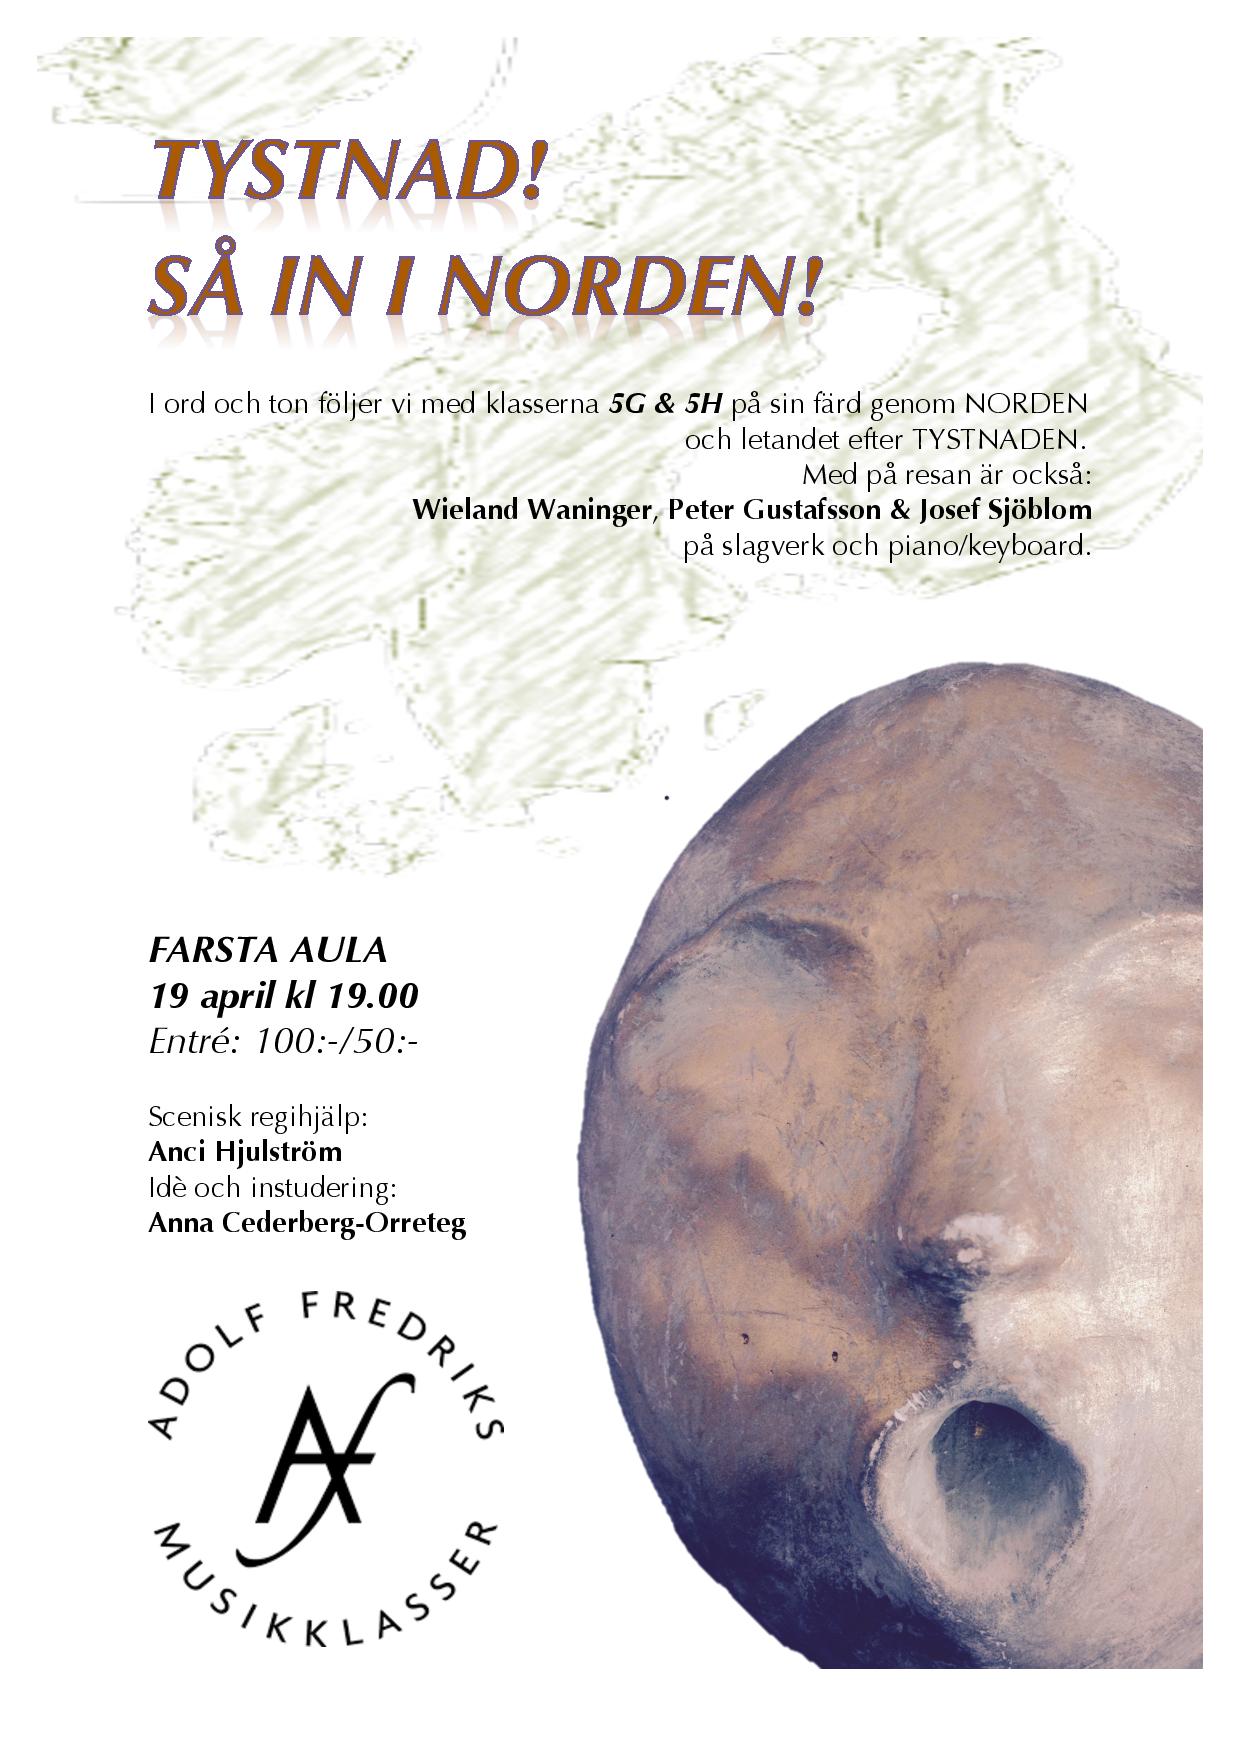 TYSTNAD!
SÅ IN I NORDEN!
I ord och ton följer vi med klasserna 5G & 5H på sin färd genom NORDEN
och letandet efter TYSTNADEN.
Med på resan är också:
Wieland Waninger, Peter Gustafsson & Josef Sjöblom
på slagverk och piano/keyboard.
FARSTA AULA
19 april kl 19.00
Entré: 100:-/50:-
Scenisk regihjälp:
Anci Hjulström
Idè och instudering:
Anna Cederberg-Orreteg
ADOLF FREDRIKS
Af
MUSIKKLASSER